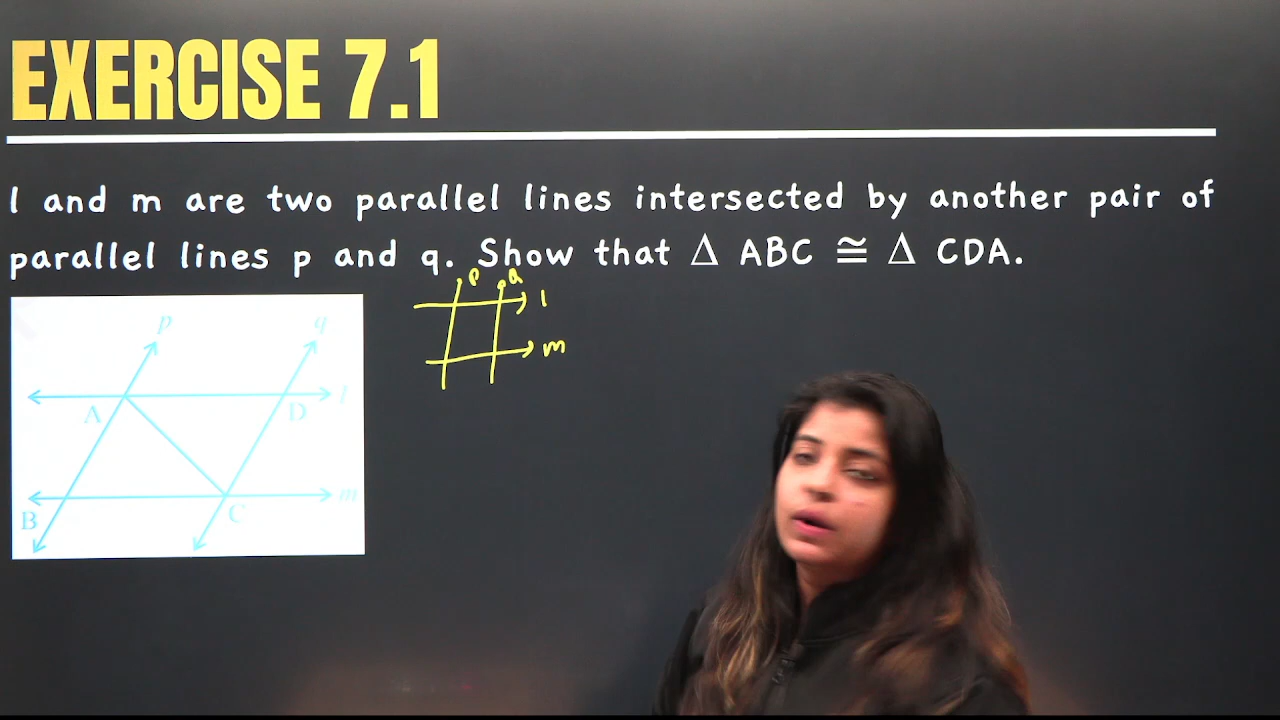 EXERCISE 7.1
l and m are two parallel lines intersected by another pair of
parallel lines p and q. Show that Δ ABC ≅ Δ CDA.
p q
l
m
p q
A D l
B C m